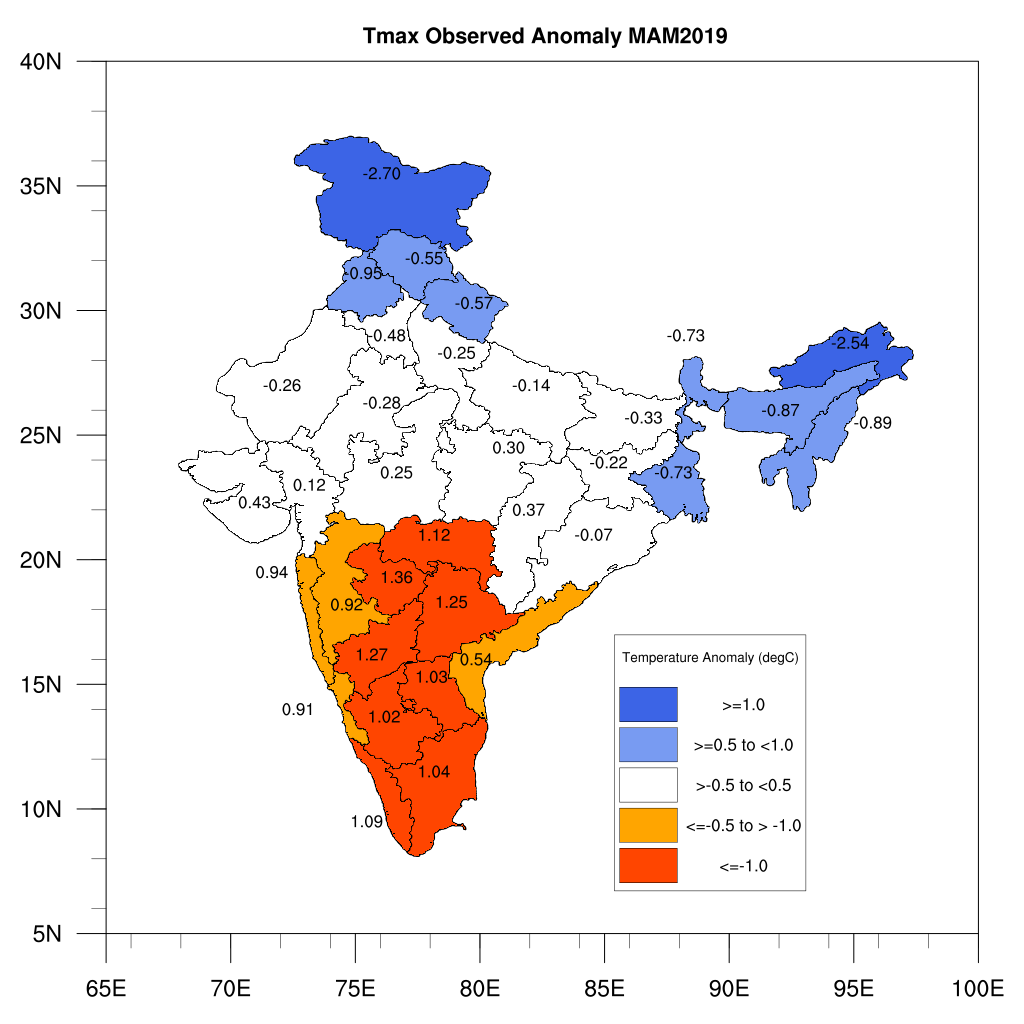 Tmax Observed Anomaly MAM2019
40N
35N
30N
25N
20N
15N
10N
5N
65E 70E 75E 80E 85E 90E 95E 100E
-2.70
-0.55
-0.95
-0.57
-0.48
-0.73
-2.54
-0.25
-0.26
-0.14
-0.28
-0.33
-0.87
-0.89
0.30
-0.22
0.25
-0.73
0.12
0.43
0.37
-0.07
1.12
0.94
1.36
0.92
1.25
1.27
0.54
1.03
0.91
1.02
1.04
1.09
Temperature Anomaly (degC)
>=1.0
>=0.5 to <1.0
>-0.5 to <0.5
<=-0.5 to > -1.0
<=-1.0